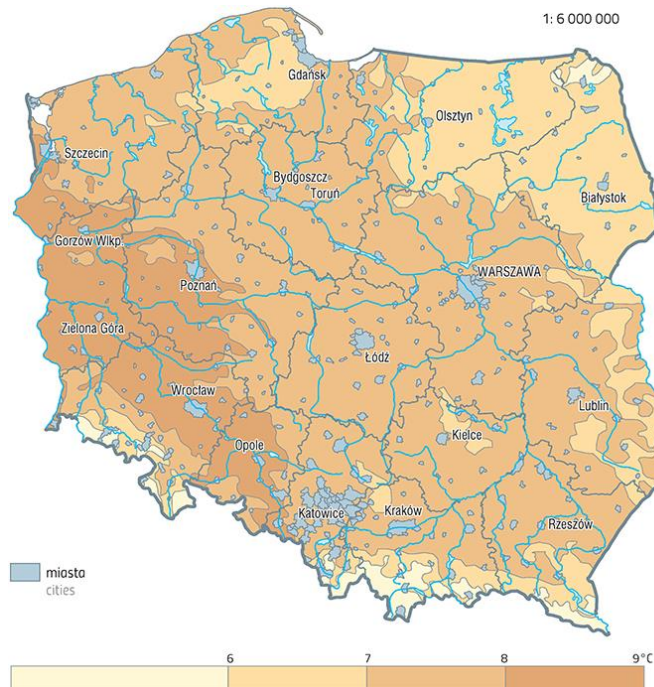 1: 6 000 000
Gdańsk
Olsztyn
Szczecin
Bydgoszcz
Toruń
Białystok
Gorzów Wlkp.
Poznań
WARSZAWA
Zielona Góra
Łódź
Wrocław
Lublin
Opole
Kielce
Katowice
Kraków
Rzeszów
miasta
cities
6 7 8 9°C